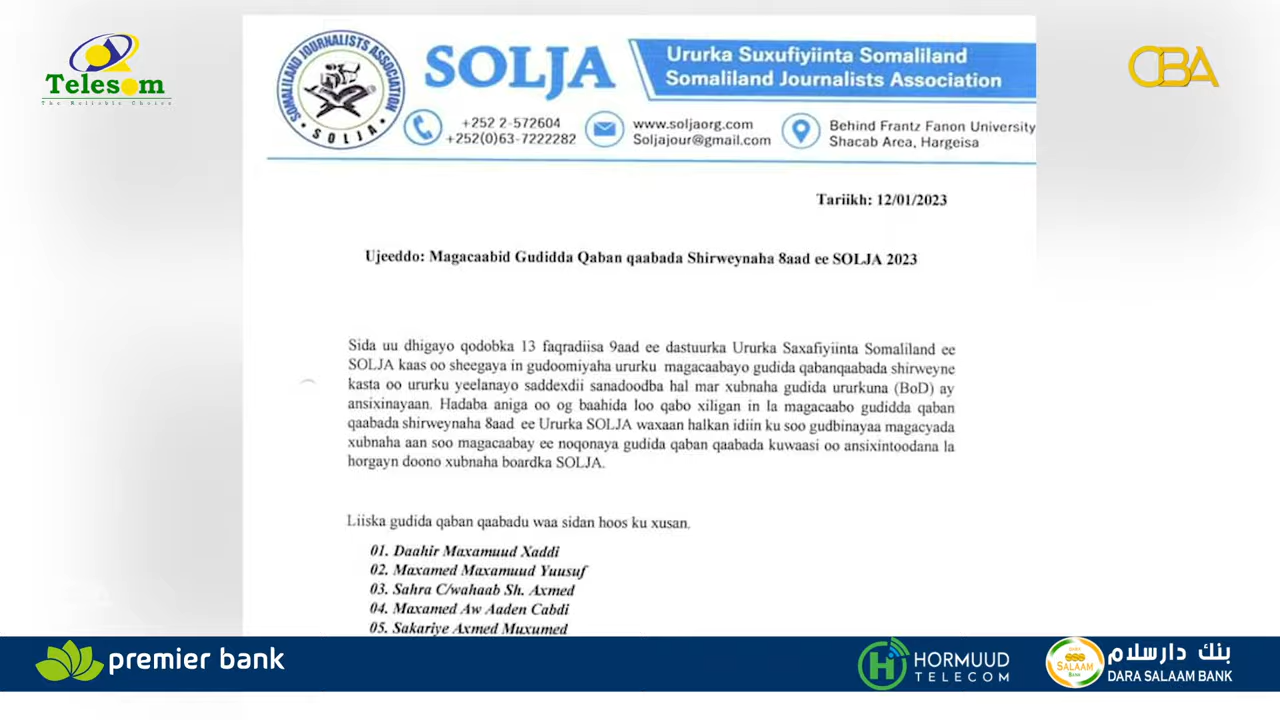 Telesom
The Reliable Choice
CBA
SOMALILAND JOURNALISTS ASSOCIATION
SOLJA
SOLJA
Ururka Suxufiyiinta Somaliland
Somaliland Journalists Association
+252 2-572604
+252(0)63-7222282
www.soljaorg.com
Soljajour@gmail.com
Behind Frantz Fanon University
Shacab Area, Hargeisa
Tariikh: 12/01/2023
Ujeeddo: Magacaabid Gudidda Qaban qaabada Shirweynaha 8aad ee SOLJA 2023
Sida uu dhigayo qodobka 13 faqradiisa 9aad ee dastuurka Ururka Saxafiyiinta Somaliland ee
SOLJA kaas oo sheegaya in gudoomiyaha ururku magacaabayo gudida qabanqaabada shirweyne
kasta oo ururku yeelanayo saddexdii sanadoodba hal mar xubnaha gudida ururkuna (BoD) ay
ansixinayaan. Hadaba aniga oo og baahida loo qabo xiligan in la magacaabo gudidda qaban
qaabada shirweynaha 8aad ee Ururka SOLJA waxaan halkan idiin ku soo gudbinayaa magacyada
xubnaha aan soo magacaabay ee noqonaya gudida qaban qaabada kuwaasi oo ansixintoodana la
horgayn doono xubnaha boardka SOLJA.
Liiska gudida qaban qaabadu waa sidan hoos ku xusan.
01. Daahir Maxamuud Xaddi
02. Maxamed Maxamuud Yuusuf
03. Sahra C/wahaab Sh. Axmed
04. Maxamed Aw Aaden Cabdi
05. Sakariye Axmed Muxumed
premier bank
HORMUUD
TELECOM
SALAAM
BANK
بنك دارسلام
DARA SALAAM BANK